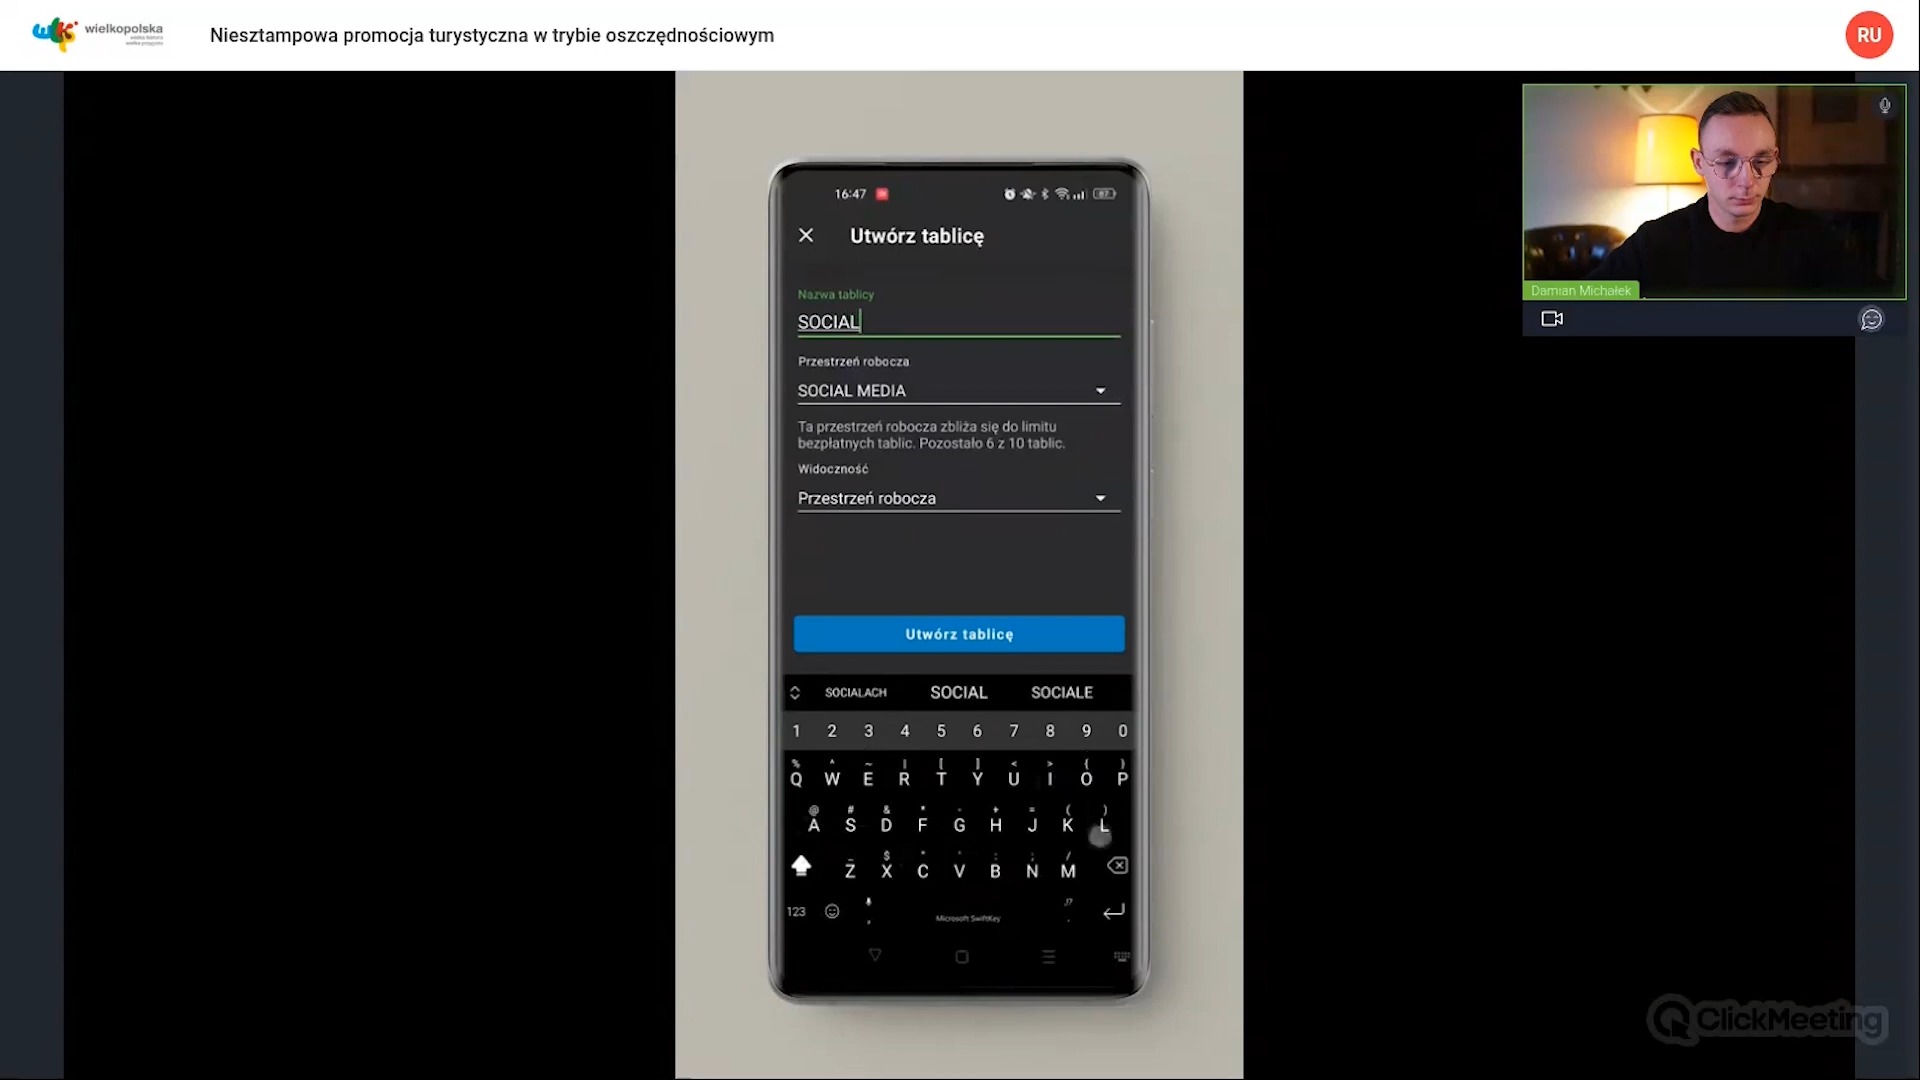 wielkopolska
Niesztampowa promocja turystyczna w trybie oszczędnościowym
RU
Damian Michałek
16:47
87
Utwórz tablicę
Nazwa tablicy
SOCIAL
Przestrzeń robocza
SOCIAL MEDIA
Ta przestrzeń robocza zbliża się do limitu
bezpłatnych tablic. Pozostało 6 z 10 tablic.
Widoczność
Przestrzeń robocza
Utwórz tablicę
SOCIALACH SOCIAL SOCIALE
1 2 3 4 5 6 7 8 9 0
Q W E R T Y U I O P
A S D F G H J K L
Z X C V B N M
123
Microsoft SwiftKey
ClickMeeting